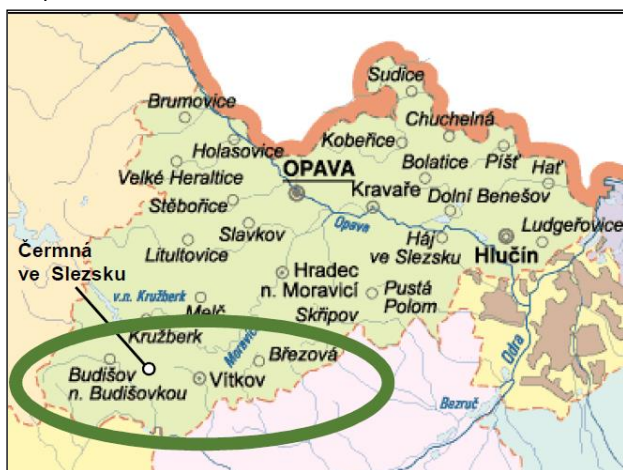 Sudice
Brumovice
Chuchelná
Kobeřice
Holasovice
Píšť
Hať
OPAVA
Bolatice
Velké Heraltice
Kravaře
Dolní Benešov
Stěbořice
Opava
Slavkov
Ludgeřovice
Háj
ve Slezsku
Hlučín
Čermná
ve Slezsku
Litultovice
Hradec
n. Moravicí
v.n. Kružberk
Pustá
Polom
Melč
Skřipov
Kružberk
Moravice
Odra
Březová
Budišov
n. Budišovkou
Vítkov
Bezruč